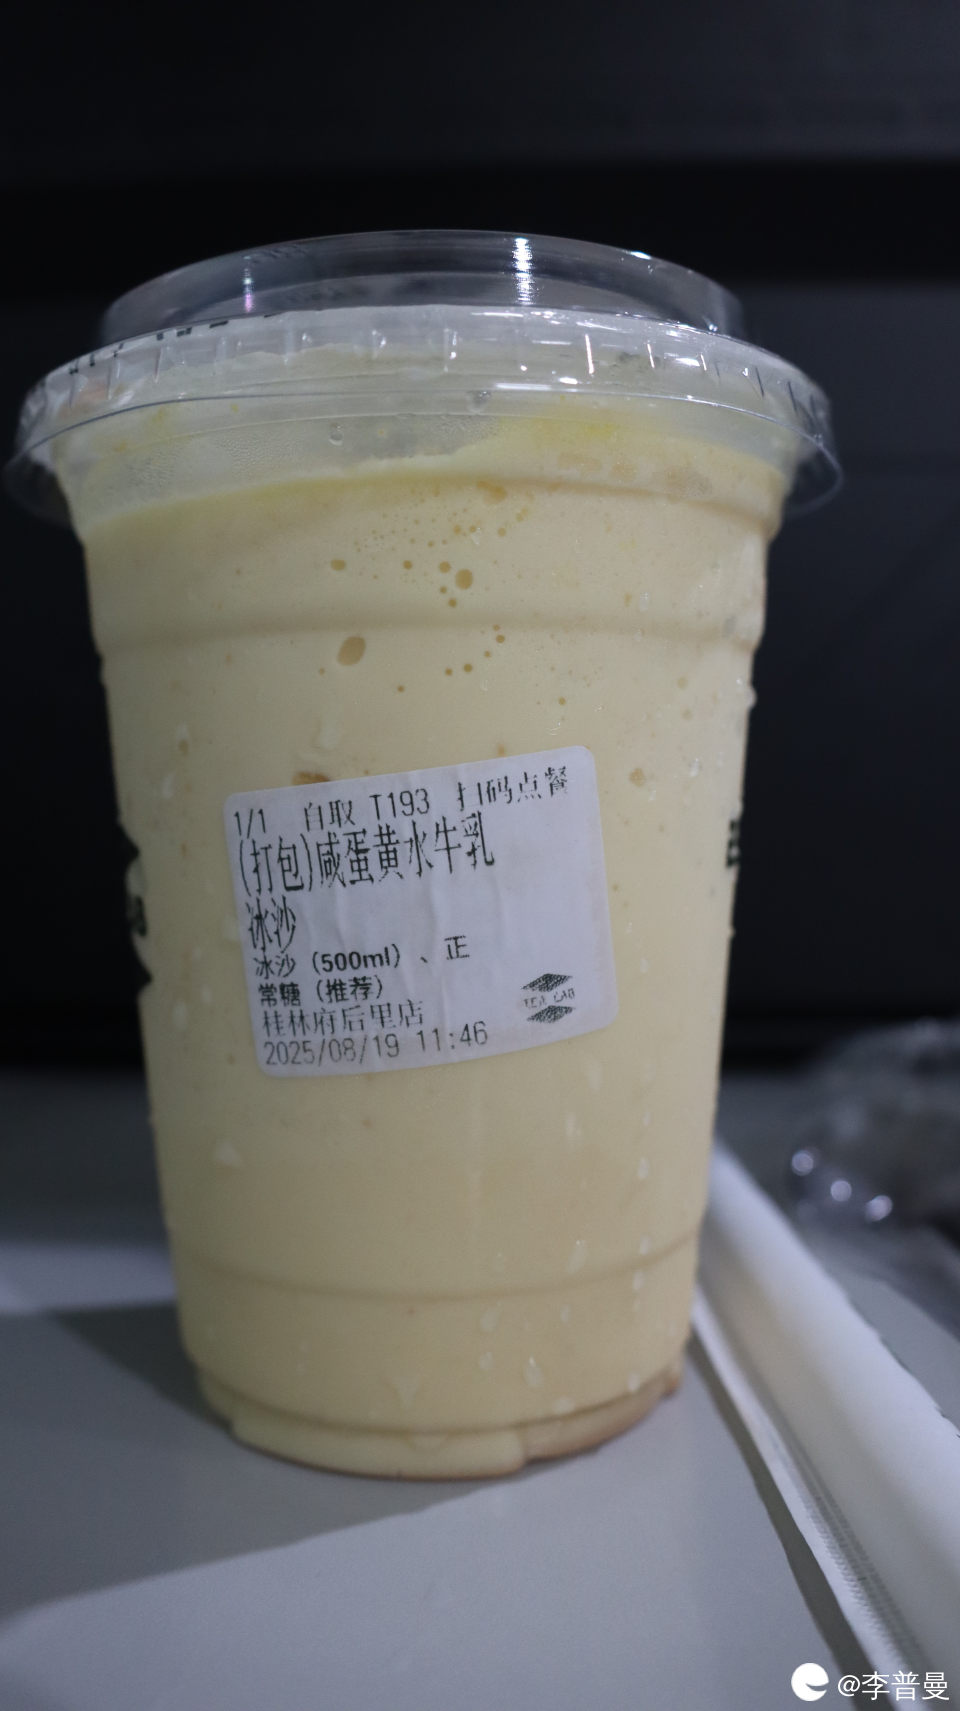 1/1 自取 T193 扫码点餐
(打包)咸蛋黄水牛乳
冰沙
冰沙（500ml）、正
常糖（推荐）
桂林府后里店
2025/08/19 11:46
TEA LAB
@李普曼